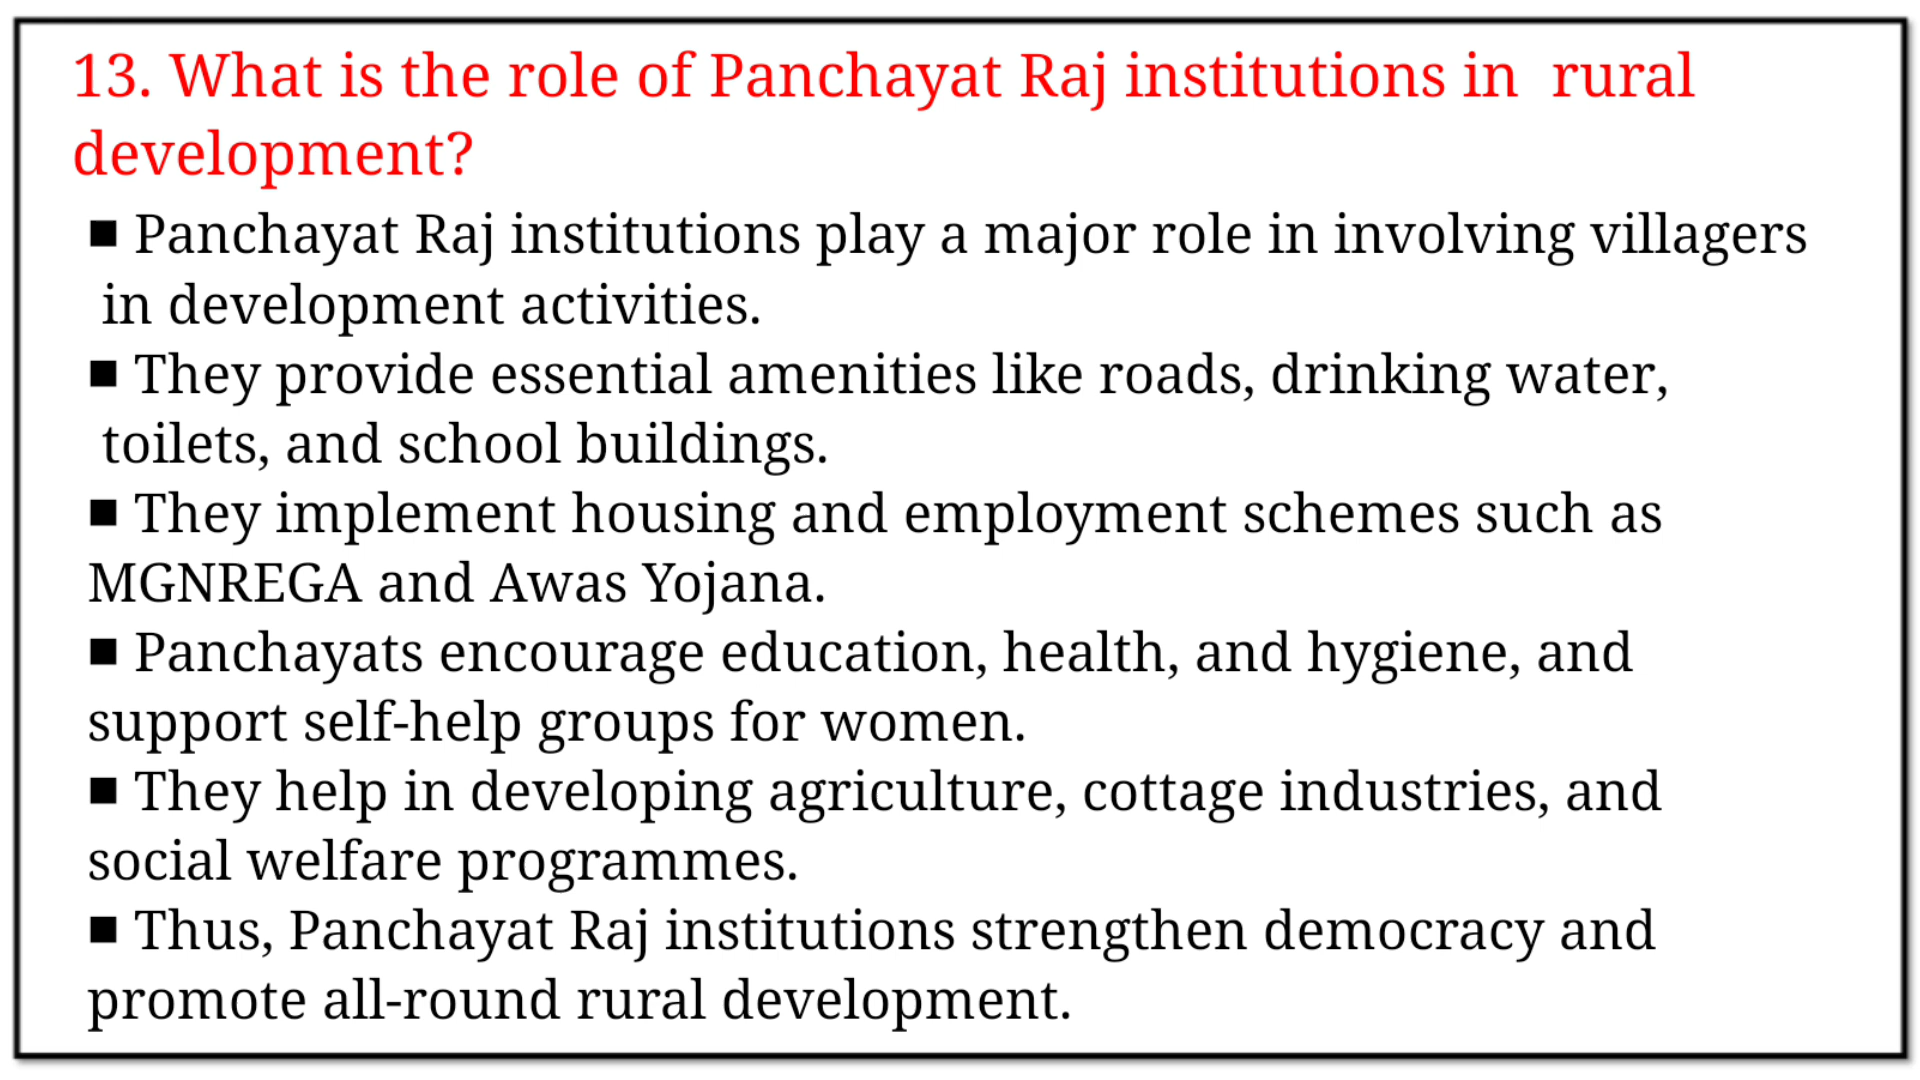 13. What is the role of Panchayat Raj institutions in  rural
development?
■ Panchayat Raj institutions play a major role in involving villagers
in development activities.
■ They provide essential amenities like roads, drinking water,
toilets, and school buildings.
■ They implement housing and employment schemes such as
MGNREGA and Awas Yojana.
■ Panchayats encourage education, health, and hygiene, and
support self-help groups for women.
■ They help in developing agriculture, cottage industries, and
social welfare programmes.
■ Thus, Panchayat Raj institutions strengthen democracy and
promote all-round rural development.